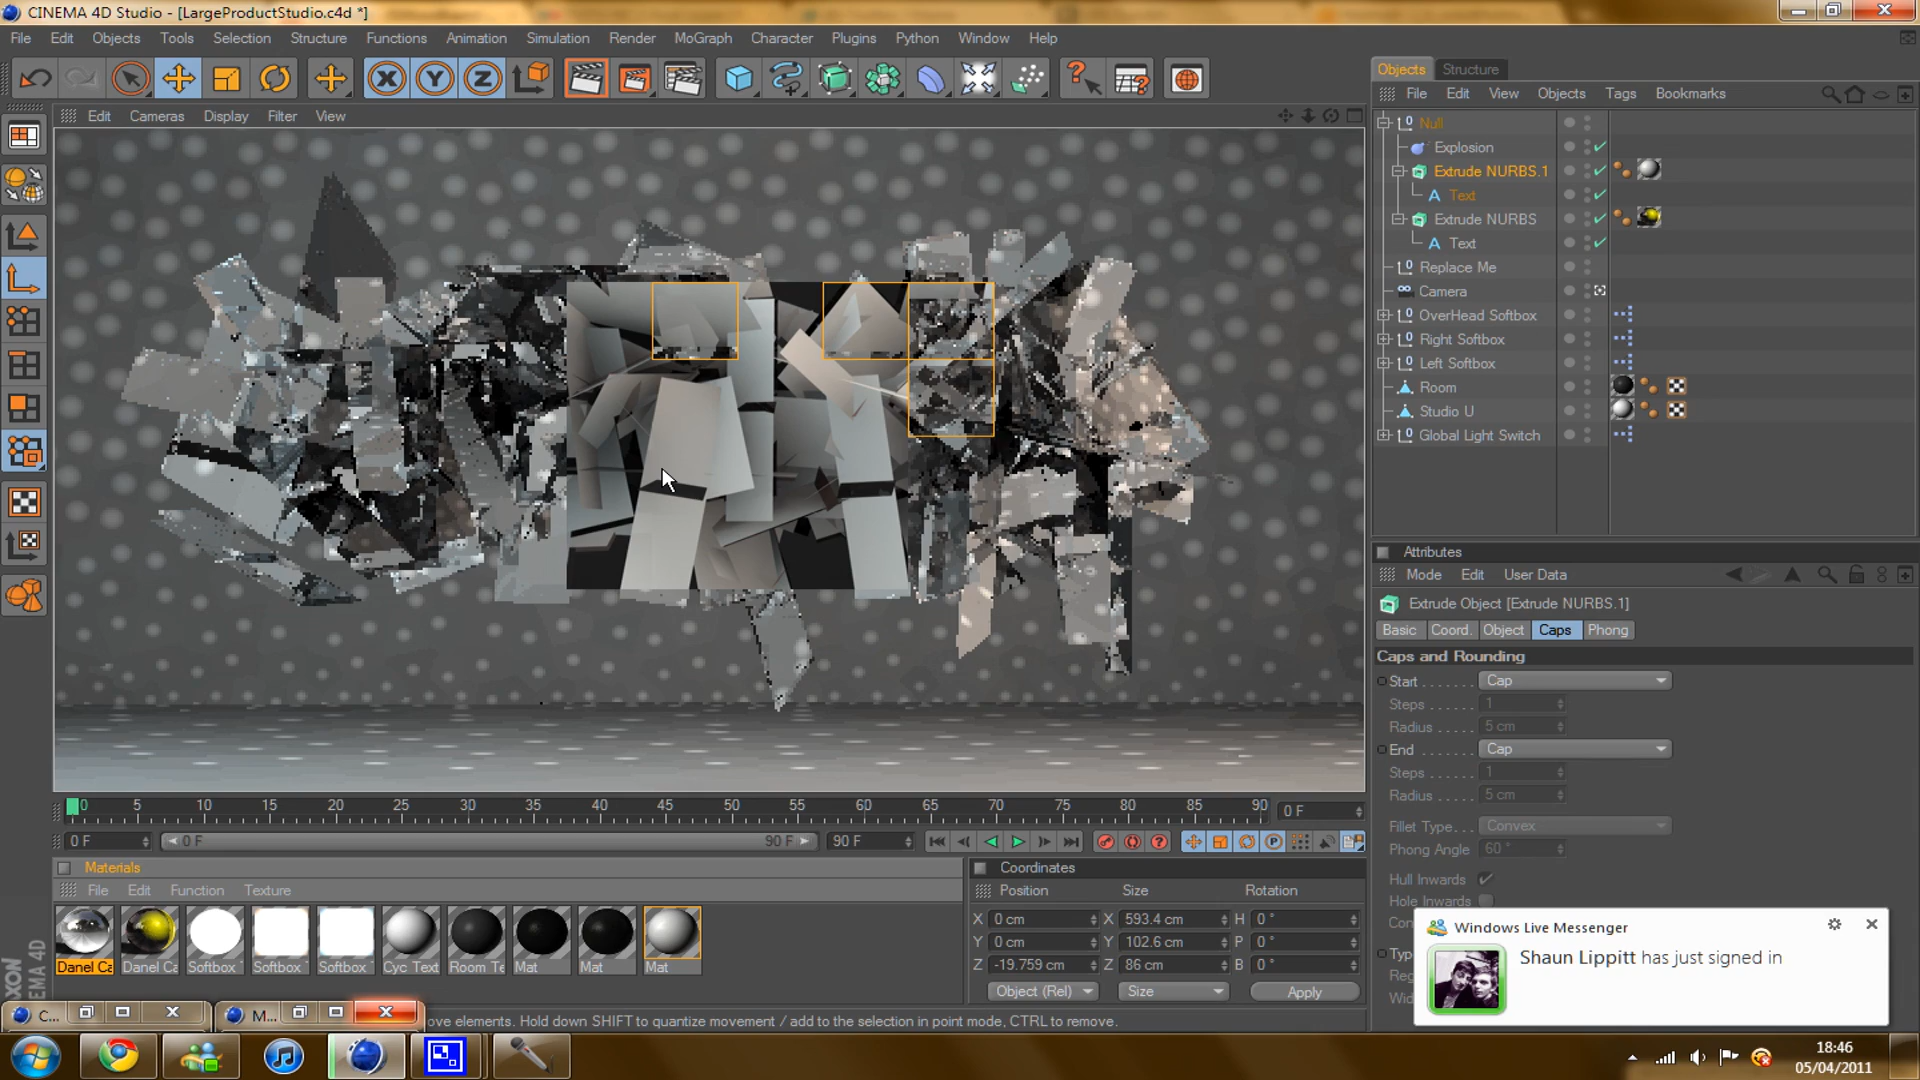 CINEMA 4D Studio - [LargeProductStudio.c4d *]
File Edit Objects Tools Selection Structure Functions Animation Simulation Render MoGraph Character Plugins Python Window Help
Edit Cameras Display Filter View
Objects Structure
File Edit View Objects Tags Bookmarks
Null
Explosion
Extrude NURBS.1
Text
Extrude NURBS
Text
Replace Me
Camera
OverHead Softbox
Right Softbox
Left Softbox
Room
Studio U
Global Light Switch
Attributes
Mode Edit User Data
Extrude Object [Extrude NURBS.1]
Basic Coord. Object Caps Phong
Caps and Rounding
Start Cap
Steps 1
Radius 5 cm
End Cap
Steps 1
Radius 5 cm
Fillet Type Convex
Phong Angle 60 °
Hull Inwards
Hole Inwards
0 5 10 15 20 25 30 35 40 45 50 55 60 65 70 75 80 85 90 0 F
0 F 0 F 90 F 90 F
Materials
File Edit Function Texture
Danel Ca Danel Ca Softbox Softbox Softbox Cyc Text Room Te Mat Mat Mat
Coordinates
Position Size Rotation
X 0 cm X 593.4 cm H 0 °
Y 0 cm Y 102.6 cm P 0 °
Z -19.759 cm Z 86 cm B 0 °
Object (Rel) Size Apply
Windows Live Messenger
Shaun Lippitt has just signed in
C... M...
ove elements. Hold down SHIFT to quantize movement / add to the selection in point mode, CTRL to remove.
18:46
05/04/2011